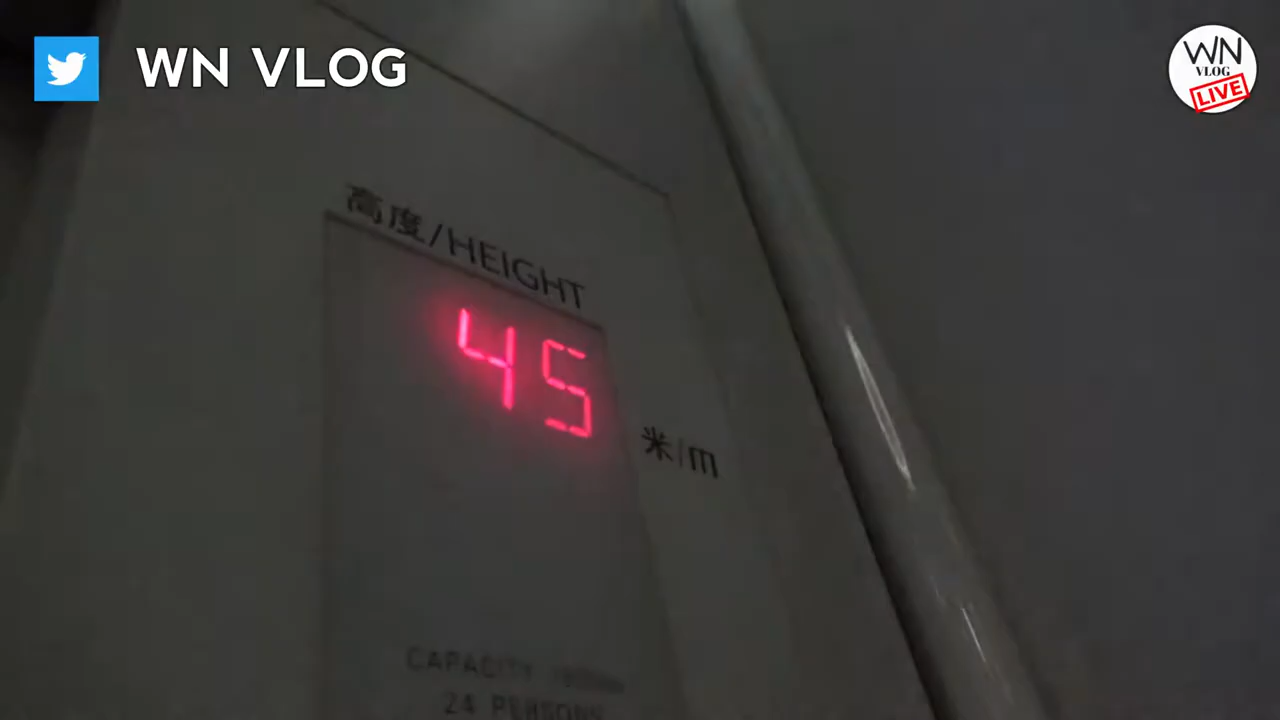 WN VLOG
WN
VLOG
LIVE
高度/HEIGHT
45
米/m
CAPACITY
24 PERSONS